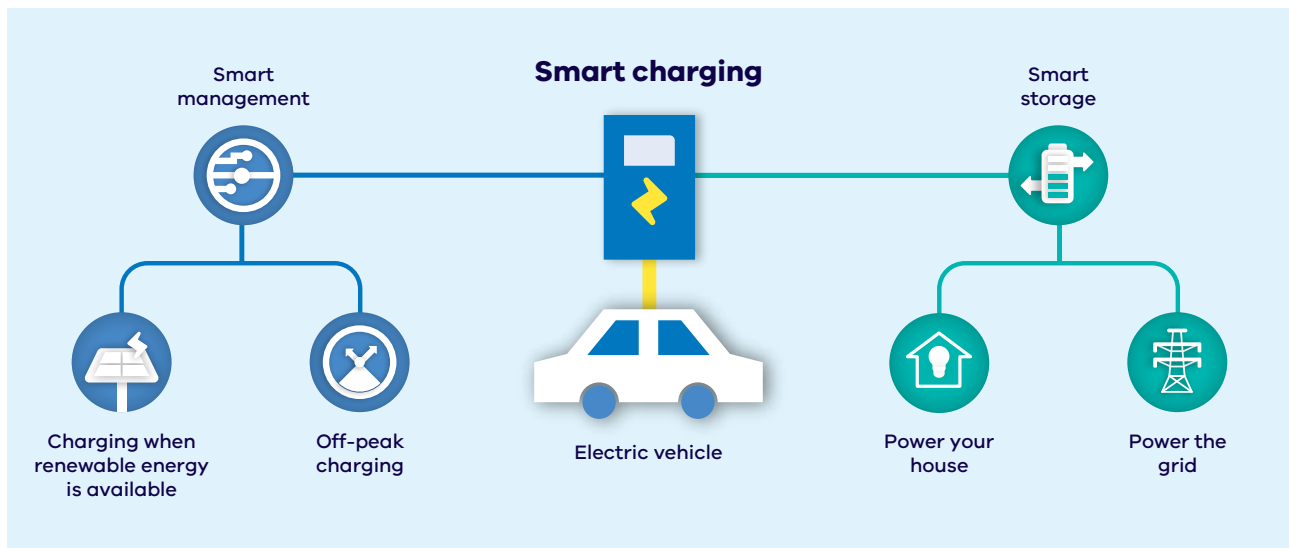 Smart charging
Smart
management
Smart
storage
Charging when
renewable energy
is available
Off-peak
charging
Electric vehicle
Power your
house
Power the
grid